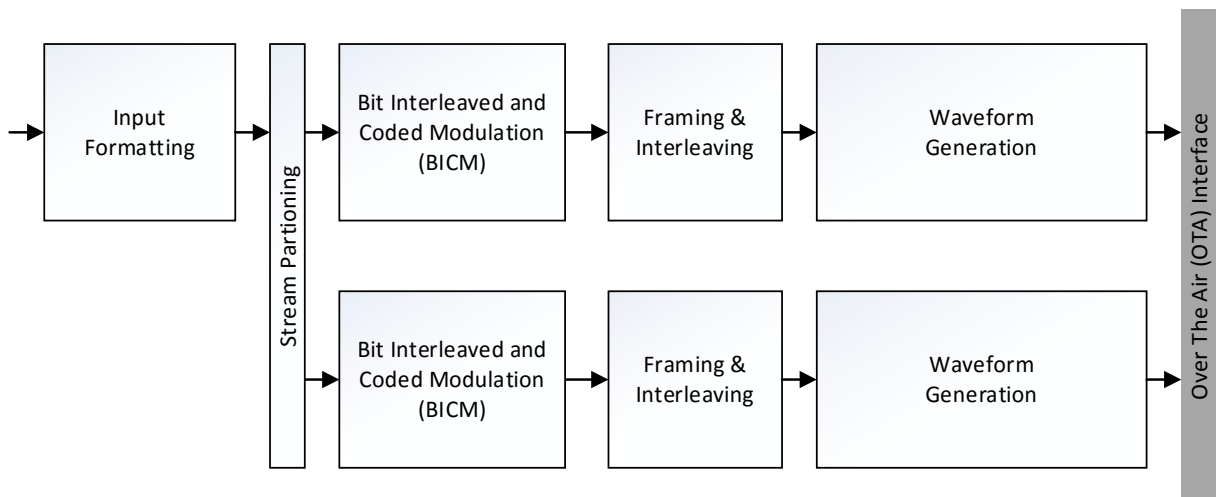 Input
Formatting
Stream Partioning
Bit Interleaved and
Coded Modulation
(BICM)
Framing &
Interleaving
Waveform
Generation
Bit Interleaved and
Coded Modulation
(BICM)
Framing &
Interleaving
Waveform
Generation
Over The Air (OTA) Interface